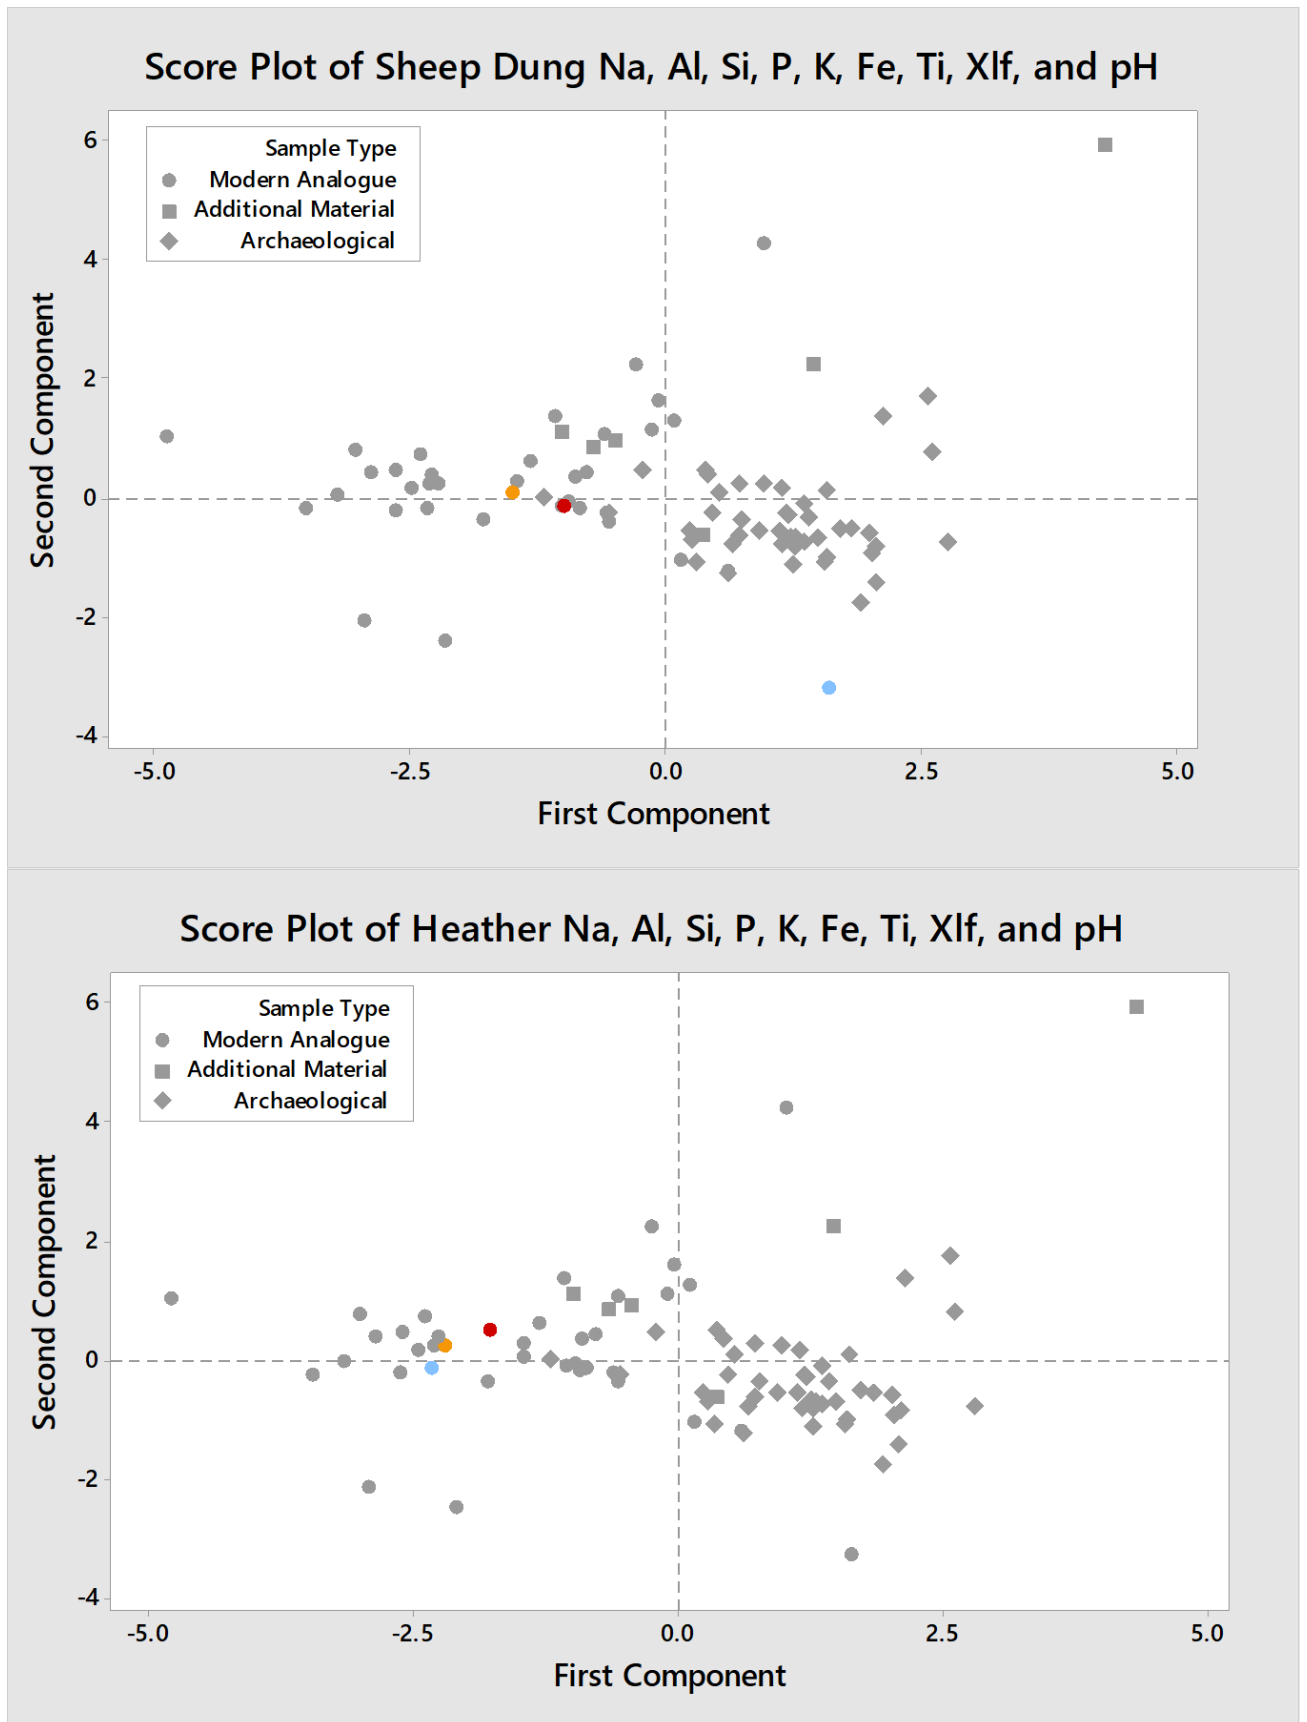 Score Plot of Sheep Dung Na, Al, Si, P, K, Fe, Ti, Xlf, and pH
Sample Type
Modern Analogue
Additional Material
Archaeological
6
4
2
0
-2
-4
Second Component
-5.0 -2.5 0.0 2.5 5.0
First Component
Score Plot of Heather Na, Al, Si, P, K, Fe, Ti, Xlf, and pH
Sample Type
Modern Analogue
Additional Material
Archaeological
6
4
2
0
-2
-4
Second Component
-5.0 -2.5 0.0 2.5 5.0
First Component